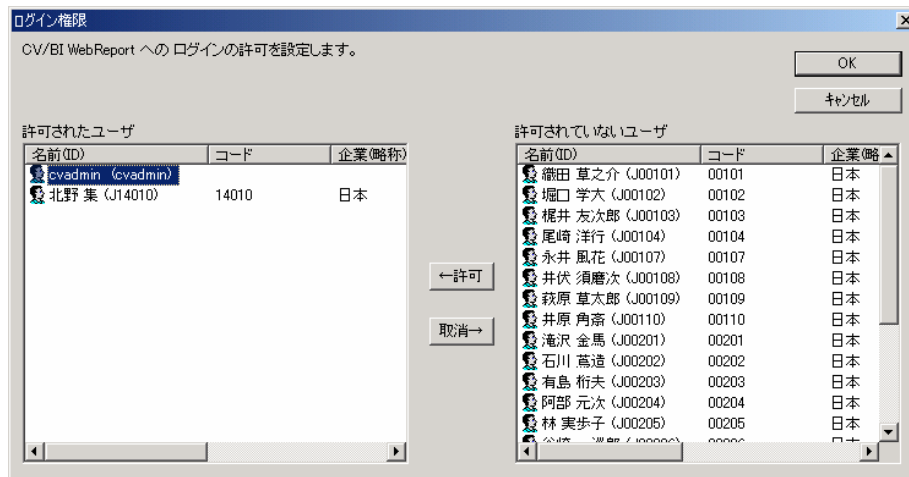 ログイン権限
CV/BI WebReport への ログインの許可を設定します。
OK
キャンセル
許可されたユーザ
名前(ID) コード 企業(略称)
cvadmin (cvadmin)
北野 集 (J14010) 14010 日本
←許可
取消→
許可されていないユーザ
名前(ID) コード 企業(略
織田 草之介 (J00101) 00101 日本
堀口 学大 (J00102) 00102 日本
梶井 友次郎 (J00103) 00103 日本
尾崎 洋行 (J00104) 00104 日本
永井 風花 (J00107) 00107 日本
井伏 須磨次 (J00108) 00108 日本
萩原 草太郎 (J00109) 00109 日本
井原 角斎 (J00110) 00110 日本
滝沢 金馬 (J00201) 00201 日本
石川 蔦造 (J00202) 00202 日本
有島 桁夫 (J00203) 00203 日本
阿部 元次 (J00204) 00204 日本
林 実歩子 (J00205) 00205 日本